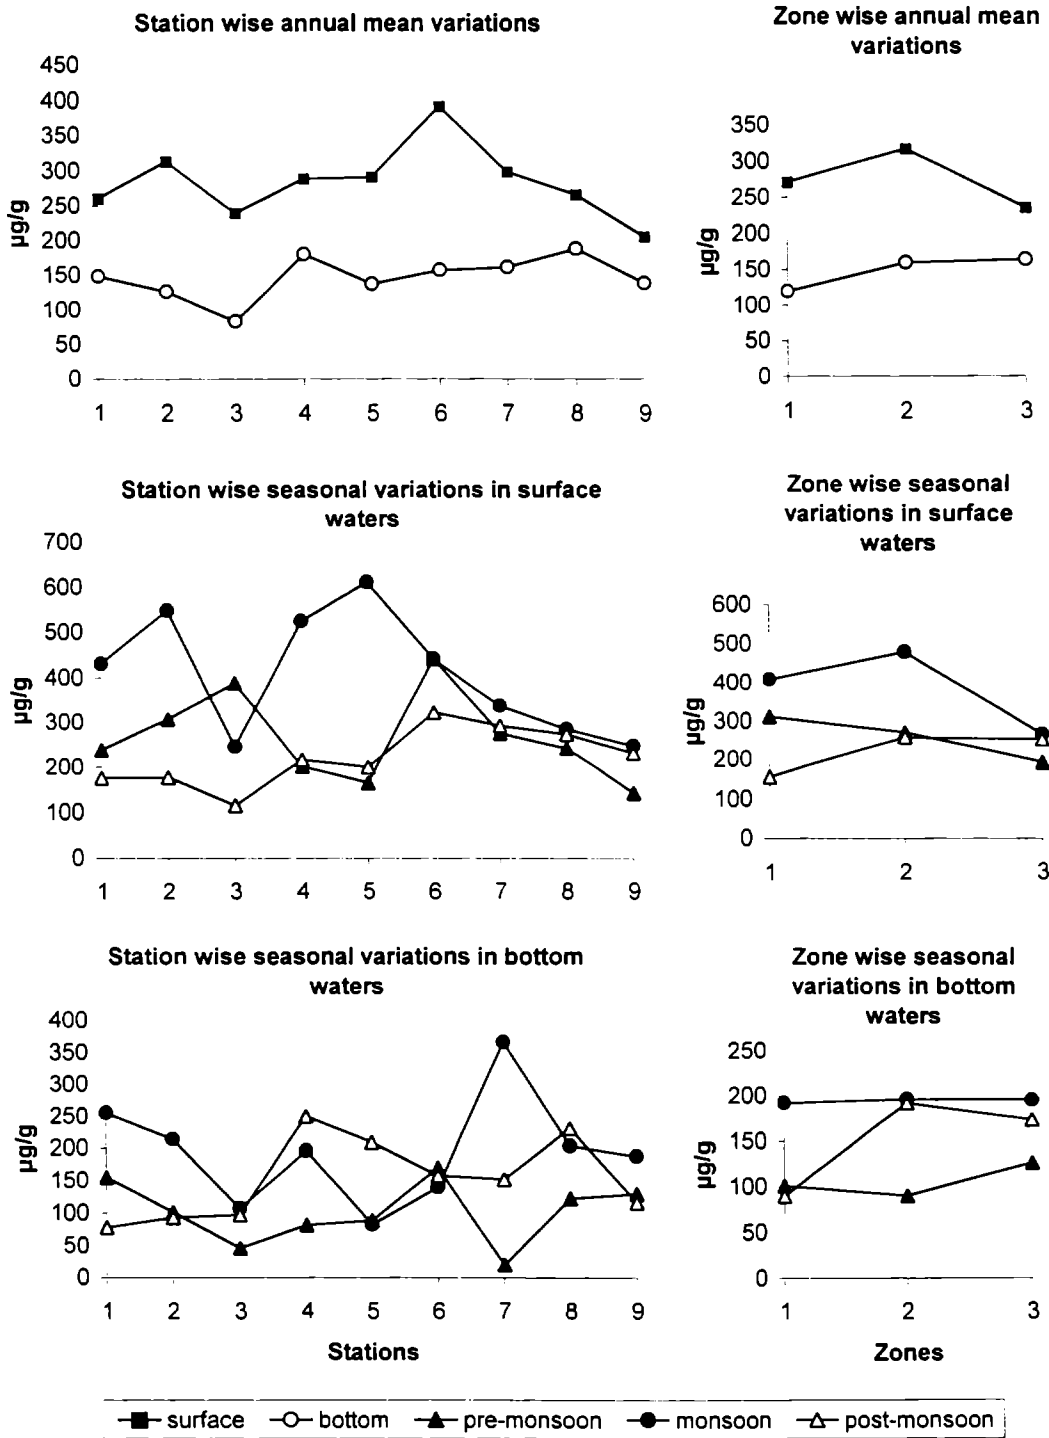 Station wise annual mean variations
450
400
350
300
250
200
150
100
50
0
µg/g
1 2 3 4 5 6 7 8 9
Zone wise annual mean
variations
350
300
250
200
150
100
50
0
µg/g
1 2 3
Station wise seasonal variations in surface
waters
700
600
500
400
300
200
100
0
µg/g
1 2 3 4 5 6 7 8 9
Zone wise seasonal
variations in surface
waters
600
500
400
300
200
100
0
µg/g
1 2 3
Station wise seasonal variations in bottom
waters
400
350
300
250
200
150
100
50
0
µg/g
1 2 3 4 5 6 7 8 9
Stations
Zone wise seasonal
variations in bottom
waters
250
200
150
100
50
0
µg/g
1 2 3
Zones
surface bottom pre-monsoon monsoon post-monsoon